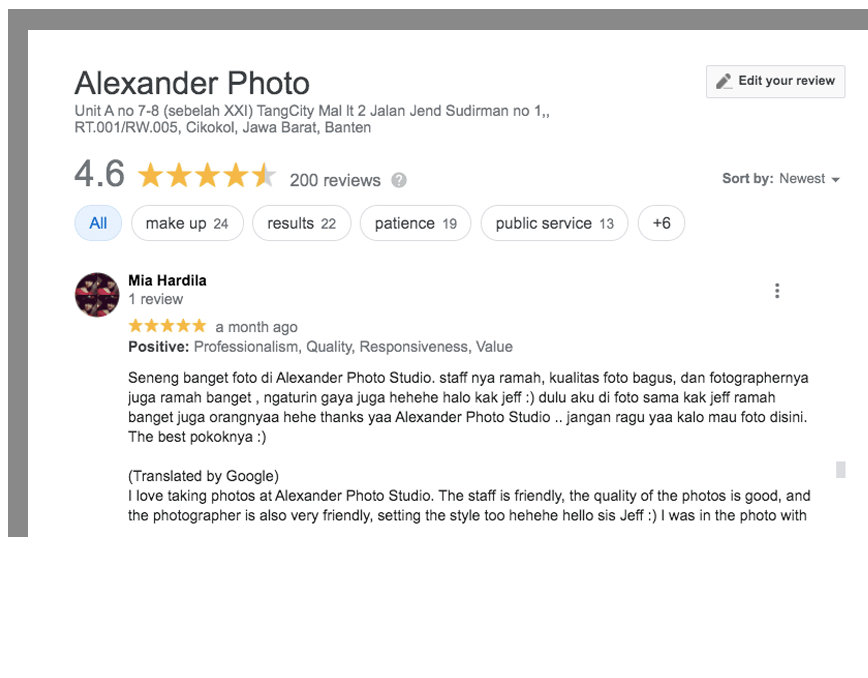 Alexander Photo
Edit your review
Unit A no 7-8 (sebelah XXI) TangCity Mal lt 2 Jalan Jend Sudirman no 1,,
RT.001/RW.005, Cikokol, Jawa Barat, Banten
4.6 200 reviews ?
Sort by: Newest
All make up 24 results 22 patience 19 public service 13 +6
Mia Hardila
1 review
a month ago
Positive: Professionalism, Quality, Responsiveness, Value
Seneng banget foto di Alexander Photo Studio. staff nya ramah, kualitas foto bagus, dan fotographernya
juga ramah banget , ngaturin gaya juga hehehe halo kak jeff :) dulu aku di foto sama kak jeff ramah
banget juga orangnyaa hehe thanks yaa Alexander Photo Studio .. jangan ragu yaa kalo mau foto disini.
The best pokoknya :)
(Translated by Google)
I love taking photos at Alexander Photo Studio. The staff is friendly, the quality of the photos is good, and
the photographer is also very friendly, setting the style too hehehe hello sis Jeff :) I was in the photo with